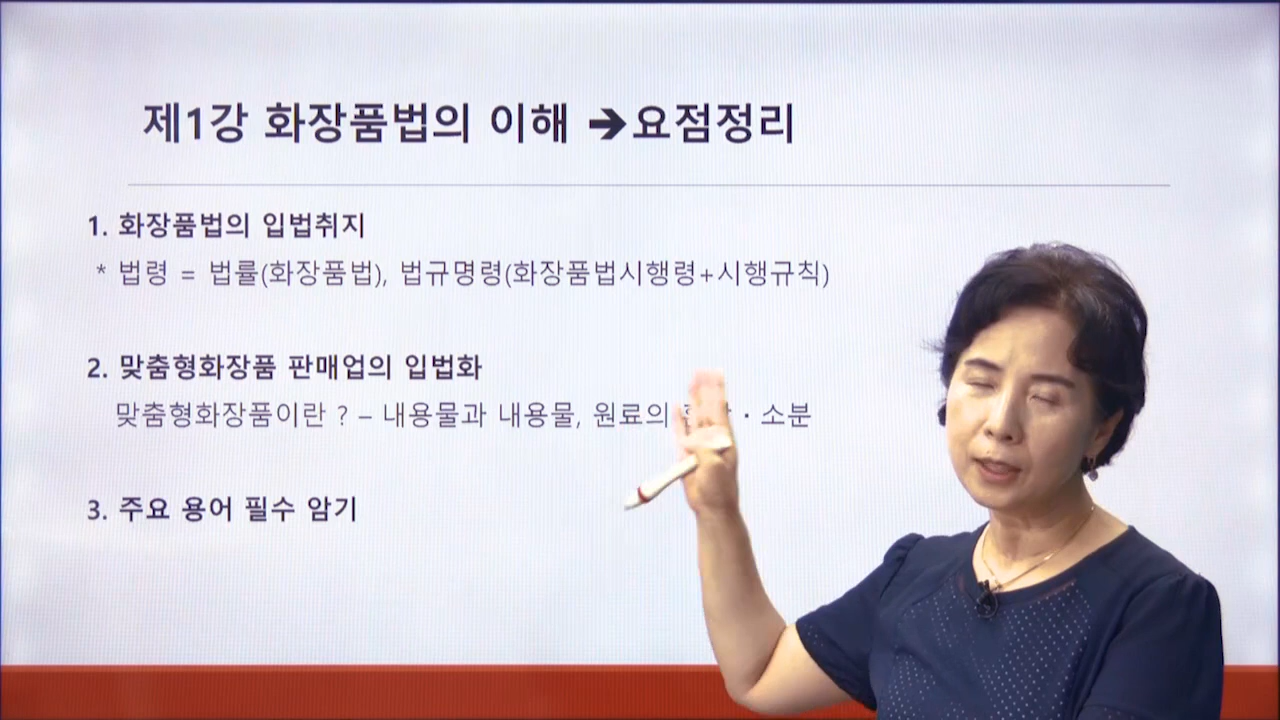 제1강 화장품법의 이해 ➔요점정리
1. 화장품법의 입법취지
* 법령 = 법률(화장품법), 법규명령(화장품법시행령+시행규칙)
2. 맞춤형화장품 판매업의 입법화
맞춤형화장품이란 ? – 내용물과 내용물, 원료의 · 소분
3. 주요 용어 필수 암기